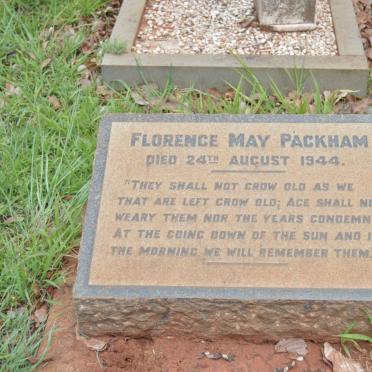 FLORENCE MAY PACKHAM
DIED 24TH AUGUST 1944.
"THEY SHALL NOT GROW OLD AS WE
THAT ARE LEFT GROW OLD; AGE SHALL NO
WEARY THEM NOR THE YEARS CONDEMN
AT THE GOING DOWN OF THE SUN AND I
THE MORNING WE WILL REMEMBER THEM.